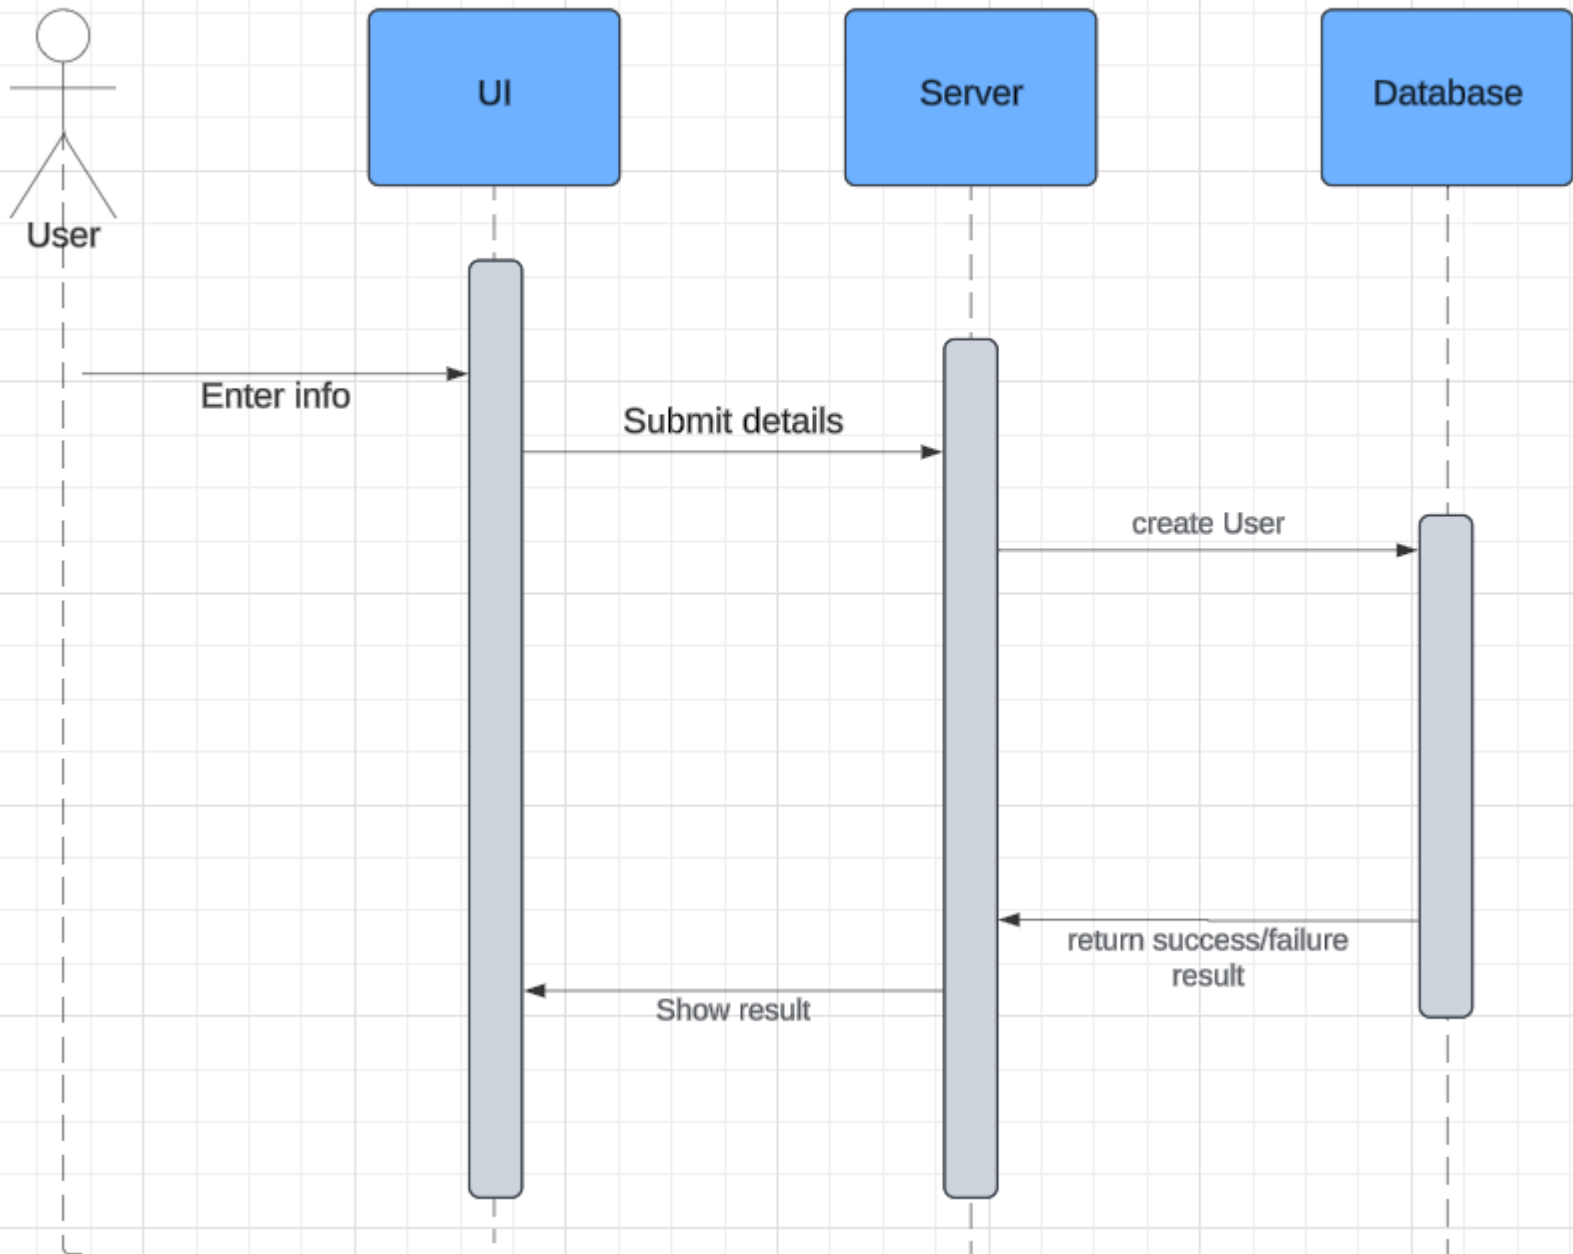 UI
Server
Database
User
Enter info
Submit details
create User
return success/failure
result
Show result